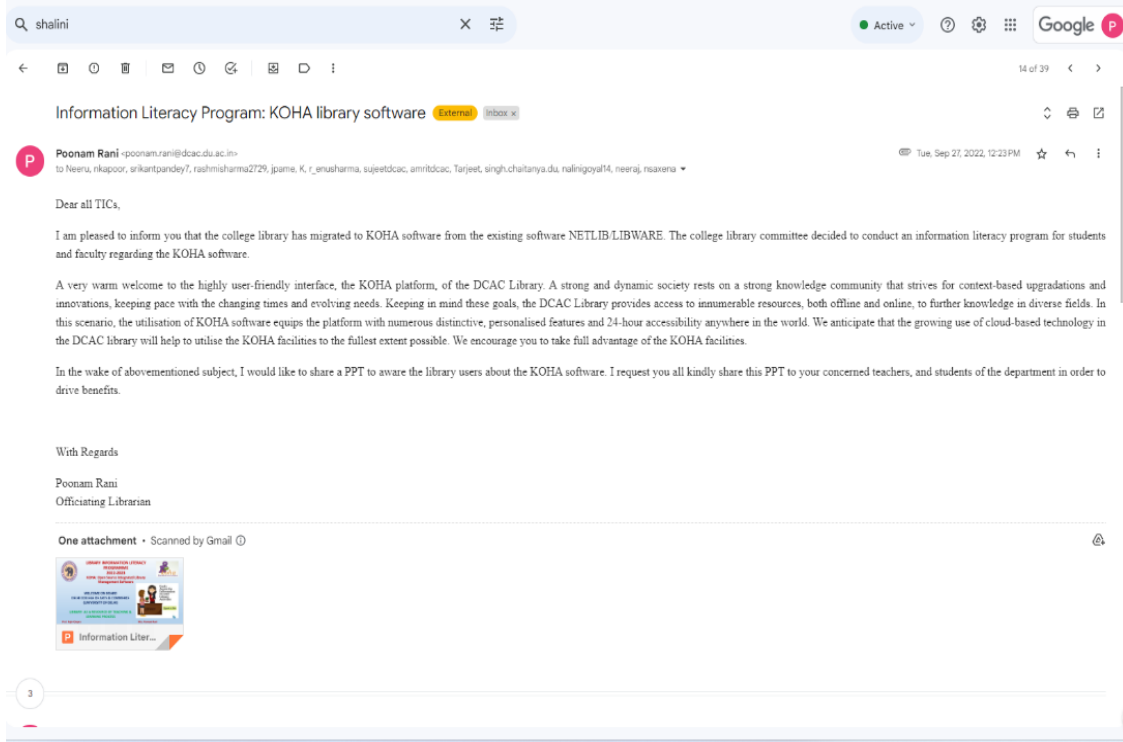 shalini
Active
Google P
14 of 39
Information Literacy Program: KOHA library software External Inbox x
P
Poonam Rani <poonam.rani@dcac.du.ac.in>
Tue, Sep 27, 2022, 12:23 PM
to Neeru, nkapoor, srikantpandey7, rashmisharma2729, jpame, K, r_enusharma, sujeetdcac, amritdcac, Tarjeet, singh.chaitanya.du, nalinigoyal14, neeraj, nsaxena
Dear all TICs,
I am pleased to inform you that the college library has migrated to KOHA software from the existing software NETLIB/LIBWARE. The college library committee decided to conduct an information literacy program for students
and faculty regarding the KOHA software.
A very warm welcome to the highly user-friendly interface, the KOHA platform, of the DCAC Library. A strong and dynamic society rests on a strong knowledge community that strives for context-based upgradations and
innovations, keeping pace with the changing times and evolving needs. Keeping in mind these goals, the DCAC Library provides access to innumerable resources, both offline and online, to further knowledge in diverse fields. In
this scenario, the utilisation of KOHA software equips the platform with numerous distinctive, personalised features and 24-hour accessibility anywhere in the world. We anticipate that the growing use of cloud-based technology in
the DCAC library will help to utilise the KOHA facilities to the fullest extent possible. We encourage you to take full advantage of the KOHA facilities.
In the wake of abovementioned subject, I would like to share a PPT to aware the library users about the KOHA software. I request you all kindly share this PPT to your concerned teachers, and students of the department in order to
drive benefits.
With Regards
Poonam Rani
Officiating Librarian
One attachment • Scanned by Gmail
LIBRARY INFORMATION LITERACY
PROGRAMME
P Information Liter...
3